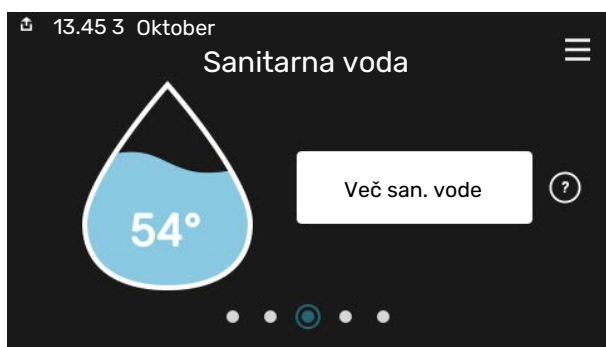 13.45 3 Oktober
Sanitarna voda
Več san. vode
?
54°